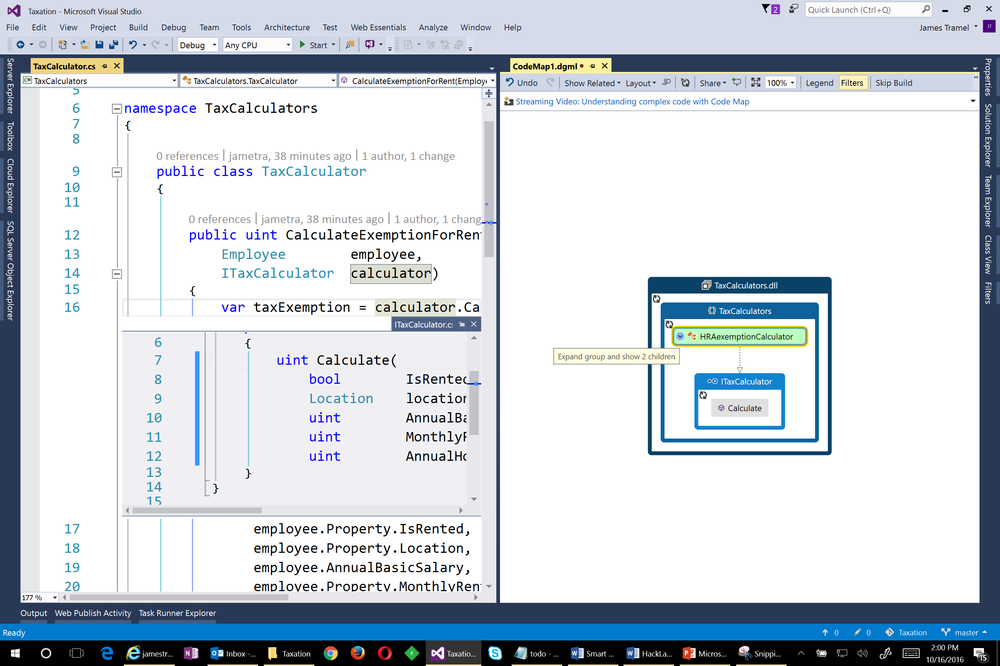 Taxation - Microsoft Visual Studio
2
Quick Launch (Ctrl+Q)
File Edit View Project Build Debug Team Tools Architecture Test Web Essentials Analyze Window Help
James Tramel JT
Debug Any CPU Start
Server Explorer
Toolbox
Cloud Explorer
SQL Server Object Explorer
TaxCalculator.cs
C# TaxCalculators TaxCalculators.TaxCalculator CalculateExemptionForRent(Employe
5
6 namespace TaxCalculators
7 {
8
0 references | jametra, 38 minutes ago | 1 author, 1 change
9 public class TaxCalculator
10 {
11
0 references | jametra, 38 minutes ago | 1 author, 1 chang
12 public uint CalculateExemptionForRent
13 Employee employee,
14 ITaxCalculator calculator)
15 {
16 var taxExemption = calculator.Ca
ITaxCalculator.cs
6 {
7 uint Calculate(
8 bool IsRented
9 Location location
10 uint AnnualBa
11 uint MonthlyR
12 uint AnnualHo
13 }
14 }
15
17 employee.Property.IsRented,
18 employee.Property.Location,
19 employee.AnnualBasicSalary,
20 employee.Property.MonthlyRent
177 %
CodeMap1.dgml
Undo Show Related Layout Share 100% Legend Filters Skip Build
Streaming Video: Understanding complex code with Code Map
TaxCalculators.dll
TaxCalculators
HRAexemptionCalculator
Expand group and show 2 children
ITaxCalculator
Calculate
Properties
Solution Explorer
Team Explorer
Class View
Filters
Output Web Publish Activity Task Runner Explorer
Ready 0 0 Taxation master
jamestr... N Inbox -... Taxation F Taxatio... todo - ... Smart ... HackLa... Micros... Snippi...
2:00 PM
10/16/2016
15